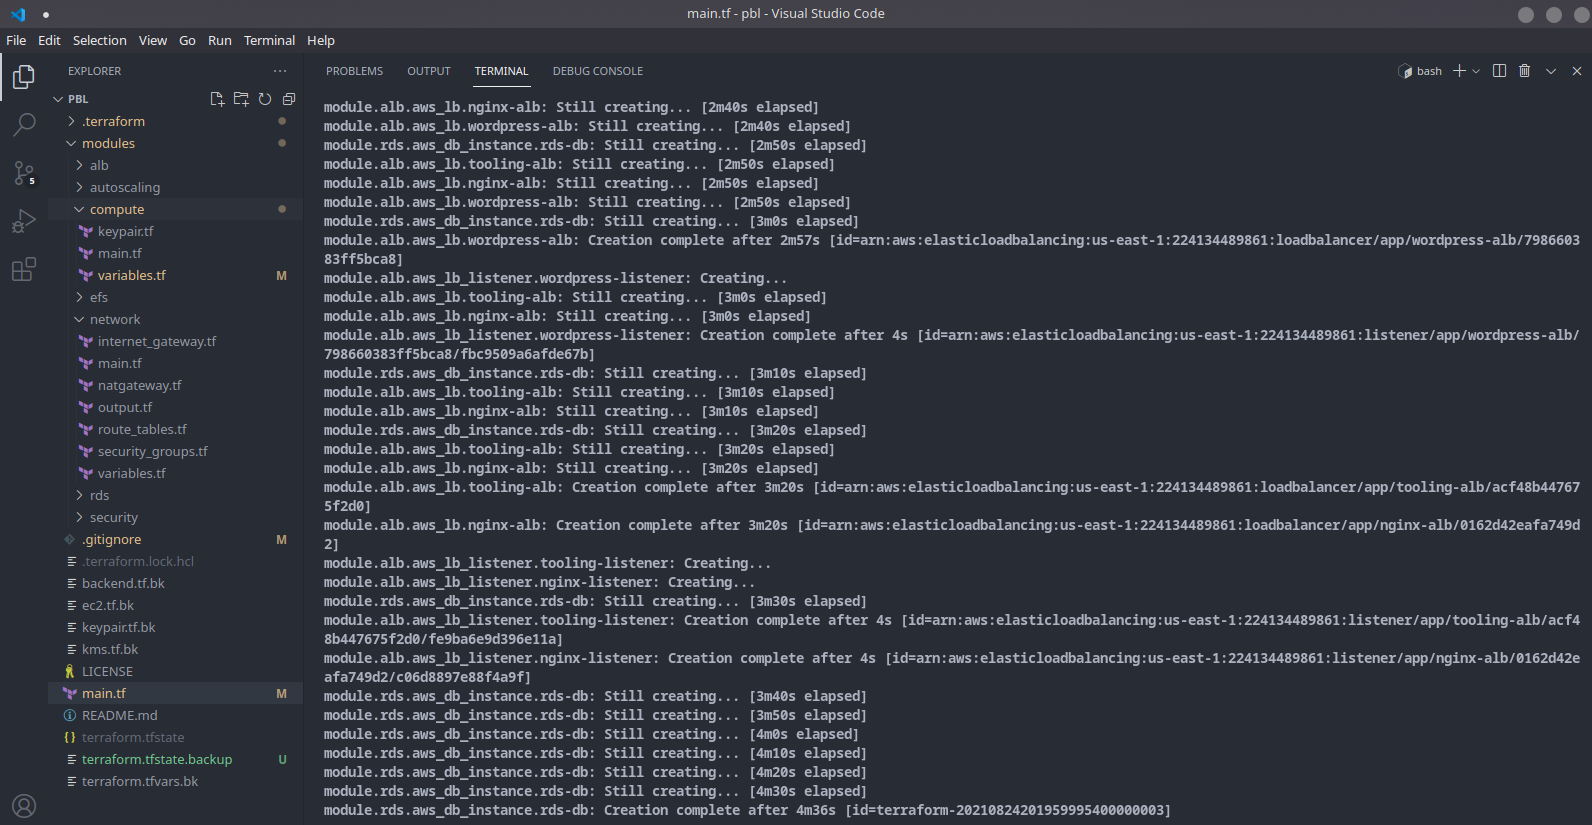 main.tf - pbl - Visual Studio Code
File Edit Selection View Go Run Terminal Help
EXPLORER
PBL
.terraform
modules
alb
autoscaling
compute
keypair.tf
main.tf
variables.tf M
efs
network
internet_gateway.tf
main.tf
natgateway.tf
output.tf
route_tables.tf
security_groups.tf
variables.tf
rds
security
.gitignore M
.terraform.lock.hcl
backend.tf.bk
ec2.tf.bk
keypair.tf.bk
kms.tf.bk
LICENSE
main.tf M
README.md
terraform.tfstate
terraform.tfstate.backup U
terraform.tfvars.bk
5
PROBLEMS OUTPUT TERMINAL DEBUG CONSOLE
bash
module.alb.aws_lb.nginx-alb: Still creating... [2m40s elapsed]
module.alb.aws_lb.wordpress-alb: Still creating... [2m40s elapsed]
module.rds.aws_db_instance.rds-db: Still creating... [2m50s elapsed]
module.alb.aws_lb.tooling-alb: Still creating... [2m50s elapsed]
module.alb.aws_lb.nginx-alb: Still creating... [2m50s elapsed]
module.alb.aws_lb.wordpress-alb: Still creating... [2m50s elapsed]
module.rds.aws_db_instance.rds-db: Still creating... [3m0s elapsed]
module.alb.aws_lb.wordpress-alb: Creation complete after 2m57s [id=arn:aws:elasticloadbalancing:us-east-1:224134489861:loadbalancer/app/wordpress-alb/798660
383ff5bca8]
module.alb.aws_lb_listener.wordpress-listener: Creating...
module.alb.aws_lb.tooling-alb: Still creating... [3m0s elapsed]
module.alb.aws_lb.nginx-alb: Still creating... [3m0s elapsed]
module.alb.aws_lb_listener.wordpress-listener: Creation complete after 4s [id=arn:aws:elasticloadbalancing:us-east-1:224134489861:listener/app/wordpress-alb/
798660383ff5bca8/fbc9509a6afde67b]
module.rds.aws_db_instance.rds-db: Still creating... [3m10s elapsed]
module.alb.aws_lb.tooling-alb: Still creating... [3m10s elapsed]
module.alb.aws_lb.nginx-alb: Still creating... [3m10s elapsed]
module.rds.aws_db_instance.rds-db: Still creating... [3m20s elapsed]
module.alb.aws_lb.tooling-alb: Still creating... [3m20s elapsed]
module.alb.aws_lb.nginx-alb: Still creating... [3m20s elapsed]
module.alb.aws_lb.tooling-alb: Creation complete after 3m20s [id=arn:aws:elasticloadbalancing:us-east-1:224134489861:loadbalancer/app/tooling-alb/acf48b44767
5f2d0]
module.alb.aws_lb.nginx-alb: Creation complete after 3m20s [id=arn:aws:elasticloadbalancing:us-east-1:224134489861:loadbalancer/app/nginx-alb/0162d42eafa749d
2]
module.alb.aws_lb_listener.tooling-listener: Creating...
module.alb.aws_lb_listener.nginx-listener: Creating...
module.rds.aws_db_instance.rds-db: Still creating... [3m30s elapsed]
module.alb.aws_lb_listener.tooling-listener: Creation complete after 4s [id=arn:aws:elasticloadbalancing:us-east-1:224134489861:listener/app/tooling-alb/acf4
8b447675f2d0/fe9ba6e9d396e11a]
module.alb.aws_lb_listener.nginx-listener: Creation complete after 4s [id=arn:aws:elasticloadbalancing:us-east-1:224134489861:listener/app/nginx-alb/0162d42e
afa749d2/c06d8897e88f4a9f]
module.rds.aws_db_instance.rds-db: Still creating... [3m40s elapsed]
module.rds.aws_db_instance.rds-db: Still creating... [3m50s elapsed]
module.rds.aws_db_instance.rds-db: Still creating... [4m0s elapsed]
module.rds.aws_db_instance.rds-db: Still creating... [4m10s elapsed]
module.rds.aws_db_instance.rds-db: Still creating... [4m20s elapsed]
module.rds.aws_db_instance.rds-db: Still creating... [4m30s elapsed]
module.rds.aws_db_instance.rds-db: Creation complete after 4m36s [id=terraform-20210824201959995400000003]